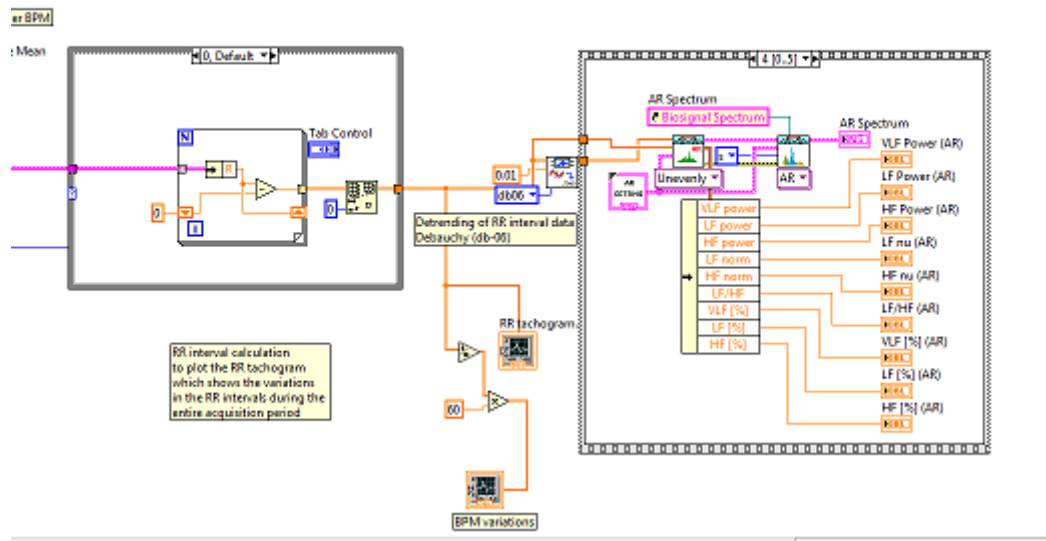 er BPM
e Mean
0, Default
N
Tab Control
R
0
i
0
RR interval calculation
to plot the RR tachogram
which shows the variations
in the RR intervals during the
entire acquisition period
0.01
db06
Detrending of RR interval data
Debauchy (db-06)
RR tachogram
60
BPM variations
4 [0..5]
AR Spectrum
Biosignal Spectrum
Unevenly
s
AR
AR
AR Spectrum
VLF power
LF power
HF power
LF norm
HF norm
LF/HF
VLF [%]
LF [%]
HF [%]
VLF Power (AR)
LF Power (AR)
HF Power (AR)
LF nu (AR)
HF nu (AR)
LF/HF (AR)
VLF [%] (AR)
LF [%] (AR)
HF [%] (AR)